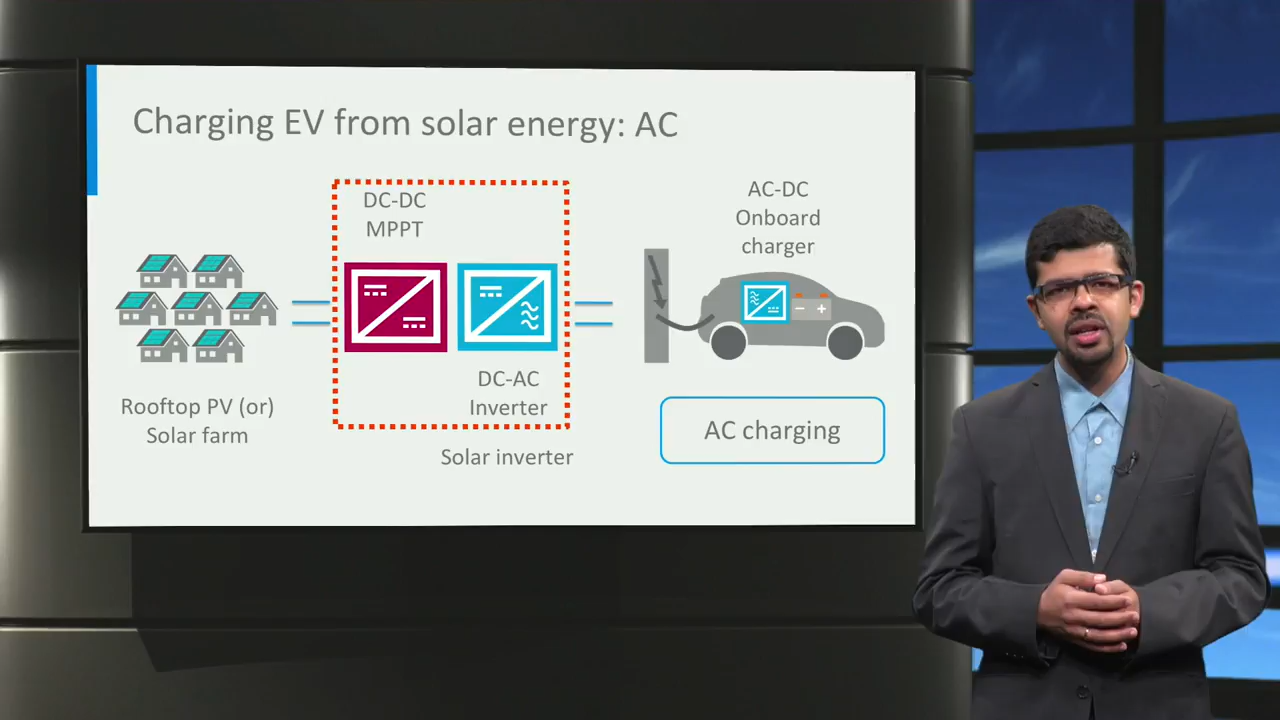 Charging EV from solar energy: AC
DC-DC
MPPT
AC-DC
Onboard
charger
DC-AC
Inverter
Rooftop PV (or)
Solar farm
Solar inverter
AC charging